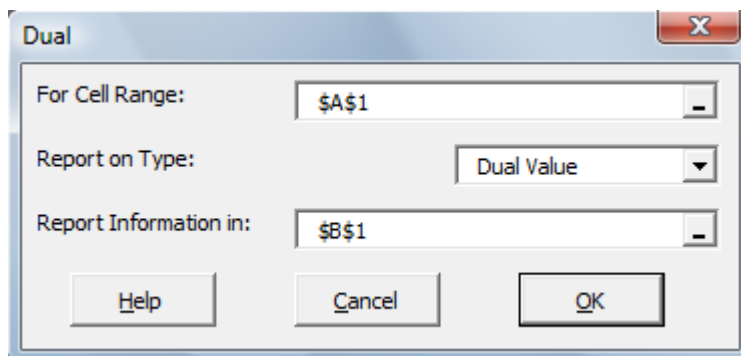 Dual
For Cell Range: $A$1
Report on Type: Dual Value
Report Information in: $B$1
Help Cancel OK